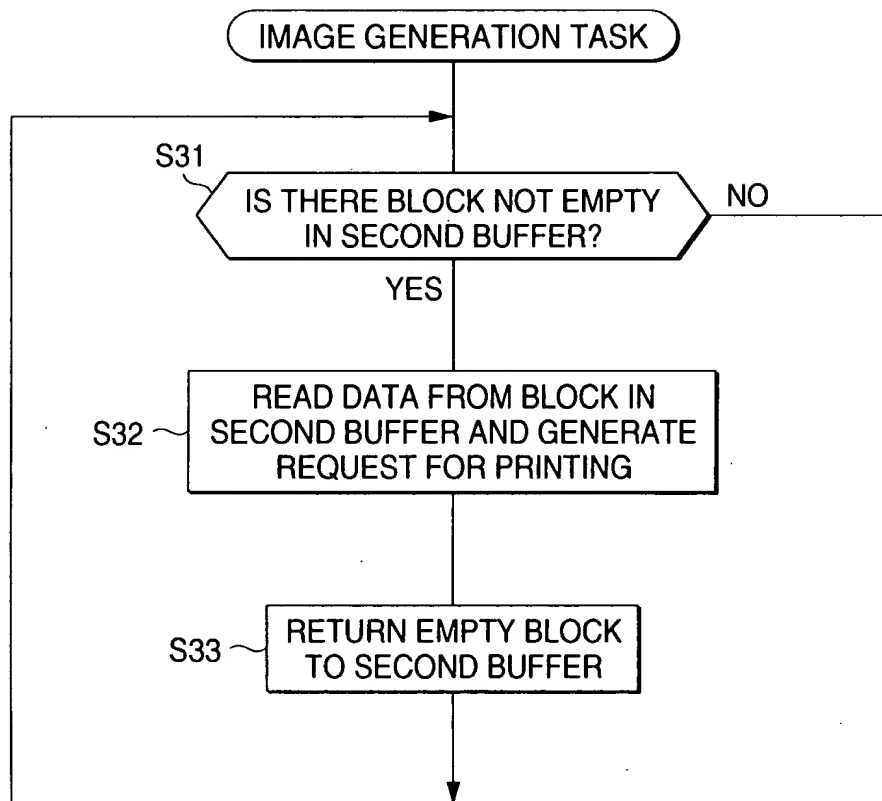 IMAGE GENERATION TASK
S31
IS THERE BLOCK NOT EMPTY
IN SECOND BUFFER?
NO
YES
S32
READ DATA FROM BLOCK IN
SECOND BUFFER AND GENERATE
REQUEST FOR PRINTING
S33
RETURN EMPTY BLOCK
TO SECOND BUFFER